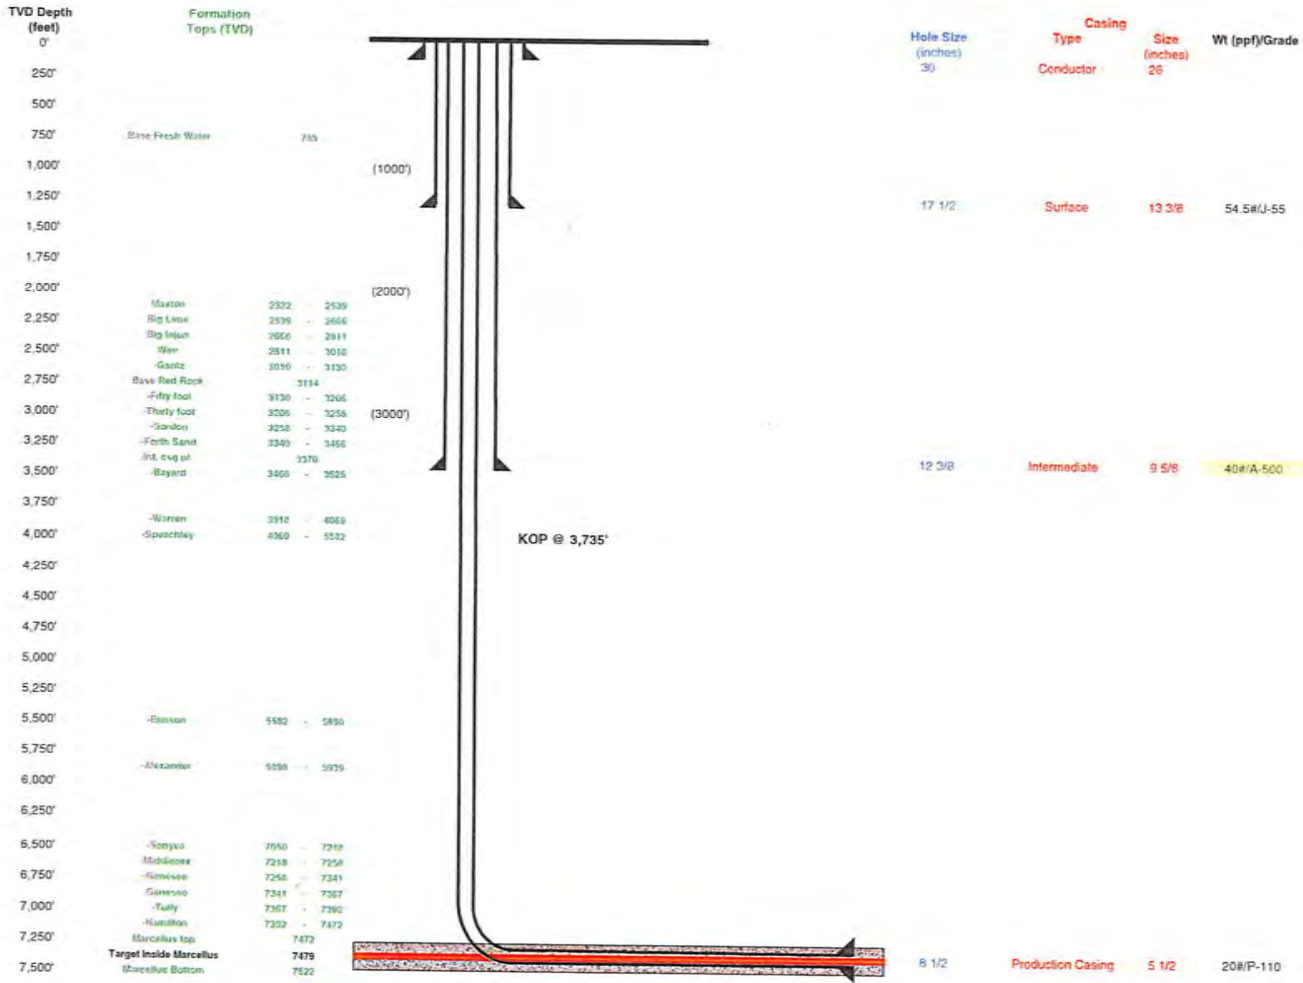 TVD Depth
(feet)
Formation
Tops (TVD)
Casing
Hole Size
(inches)
Type
Size
(inches)
Wt (ppf)/Grade
0'
30
Conductor
26
250'
500'
750'
Base Fresh Water
1,000'
(1000')
1,250'
17 1/2
Surface
13 3/8
54.5#/J-55
1,500'
1,750'
2,000'
(2000')
Maxton 2322 - 2539
2,250'
Big Lime 2539 - 2656
Big Injun 2656 - 2811
2,500'
Weir 2811 - 3010
-Gantz 3010 - 3130
2,750'
Base Red Rock 3114
-Fifty foot 3130 - 3206
3,000'
-Thirty foot 3206 - 3258
(3000')
-Gordon 3258 - 3340
3,250'
-Forth Sand 3340 - 3466
Int. csg pt 3370
3,500'
-Bayard 3466 - 3525
12 3/8
Intermediate
9 5/8
40#/A-500
3,750'
-Warren 4069
4,000'
-Speechley
KOP @ 3,735'
4,250'
4,500'
4,750'
5,000'
5,250'
5,500'
-Benson 5582
5,750'
-Alexander
6,000'
6,250'
6,500'
-Sonyea 7050 - 7218
-Middlesex 7218 - 7258
6,750'
-Genesee 7258 - 7341
-Geneseo 7341 - 7367
7,000'
-Tully 7367 - 7392
-Hamilton 7392 - 7472
7,250'
Marcellus top 7472
Target Inside Marcellus 7479
7,500'
Marcellus Bottom 7522
8 1/2
Production Casing
5 1/2
20#/P-110